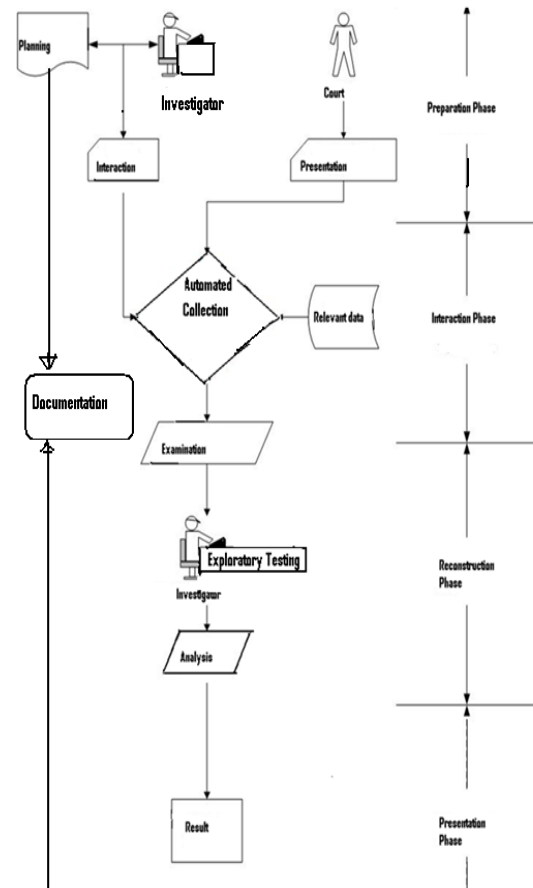 Planning
Investigator
Court
Preparation Phase
Interaction
Presentation
Automated
Collection
Relevant data
Interaction Phase
Documentation
Examination
Exploratory Testing
Investigator
Reconstruction
Phase
Analysis
Result
Presentation
Phase